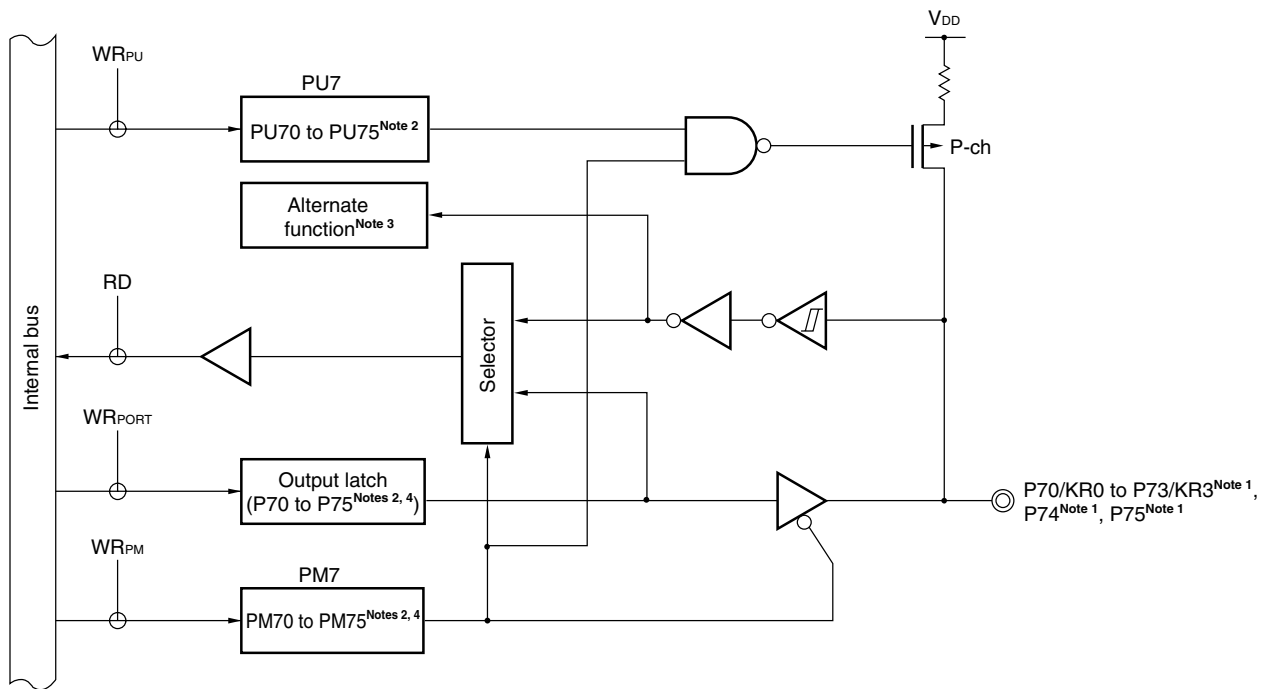 VDD
WRPU
PU7
PU70 to PU75Note 2
P-ch
Alternate
functionNote 3
RD
Selector
Internal bus
WRPORT
Output latch
(P70 to P75Notes 2, 4)
P70/KR0 to P73/KR3Note 1,
P74Note 1, P75Note 1
WRPM
PM7
PM70 to PM75Notes 2, 4